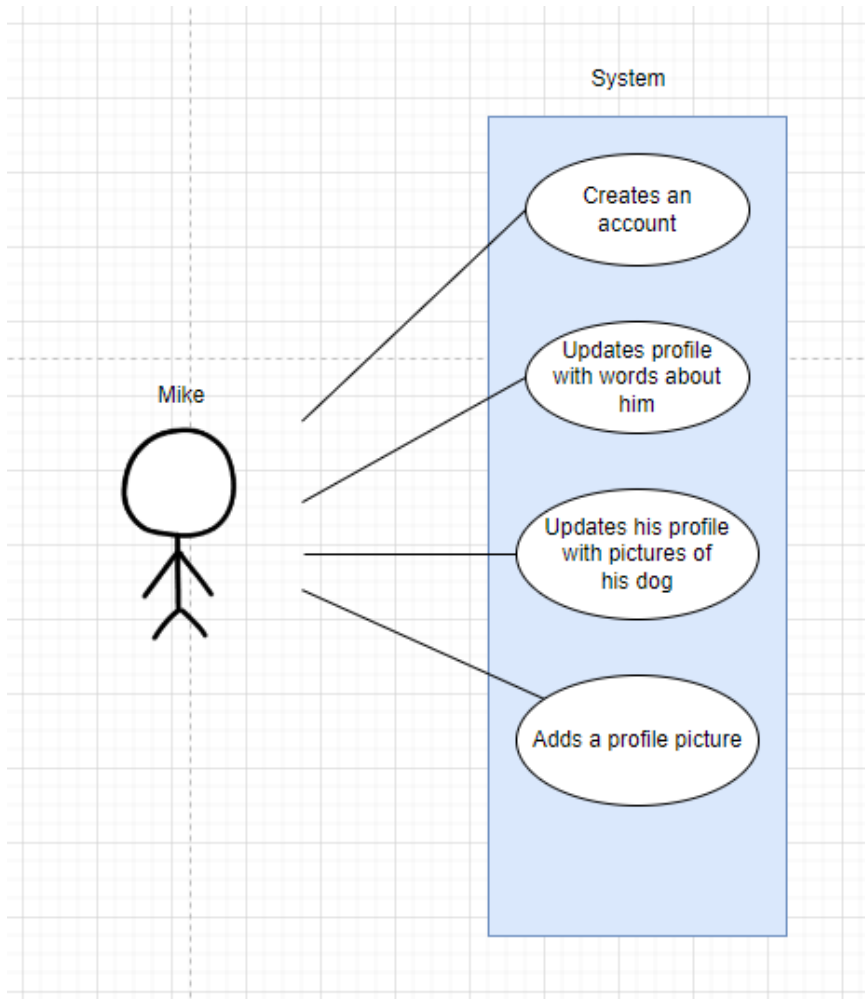 System
Creates an
account
Updates profile
with words about
him
Mike
Updates his profile
with pictures of
his dog
Adds a profile picture